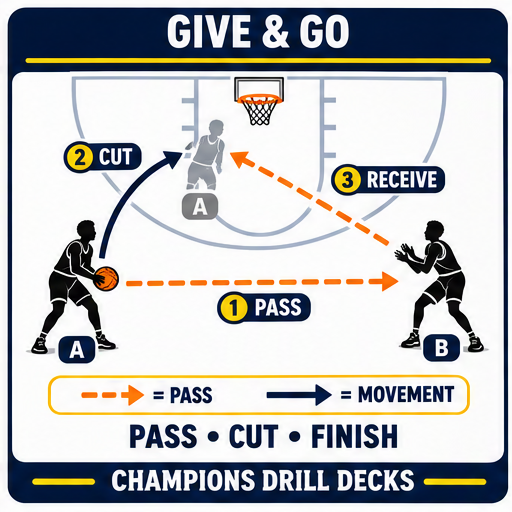 GIVE & GO
2 CUT
3 RECEIVE
A
1 PASS
A
B
= PASS
= MOVEMENT
PASS • CUT • FINISH
CHAMPIONS DRILL DECKS